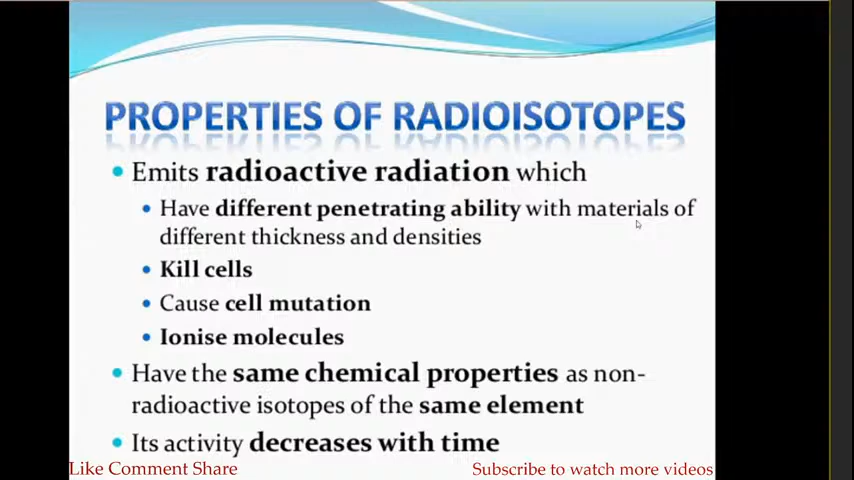 PROPERTIES OF RADIOISOTOPES
Emits radioactive radiation which
Have different penetrating ability with materials of
different thickness and densities
Kill cells
Cause cell mutation
Ionise molecules
Have the same chemical properties as non-
radioactive isotopes of the same element
Its activity decreases with time
Like Comment Share
Subscribe to watch more videos